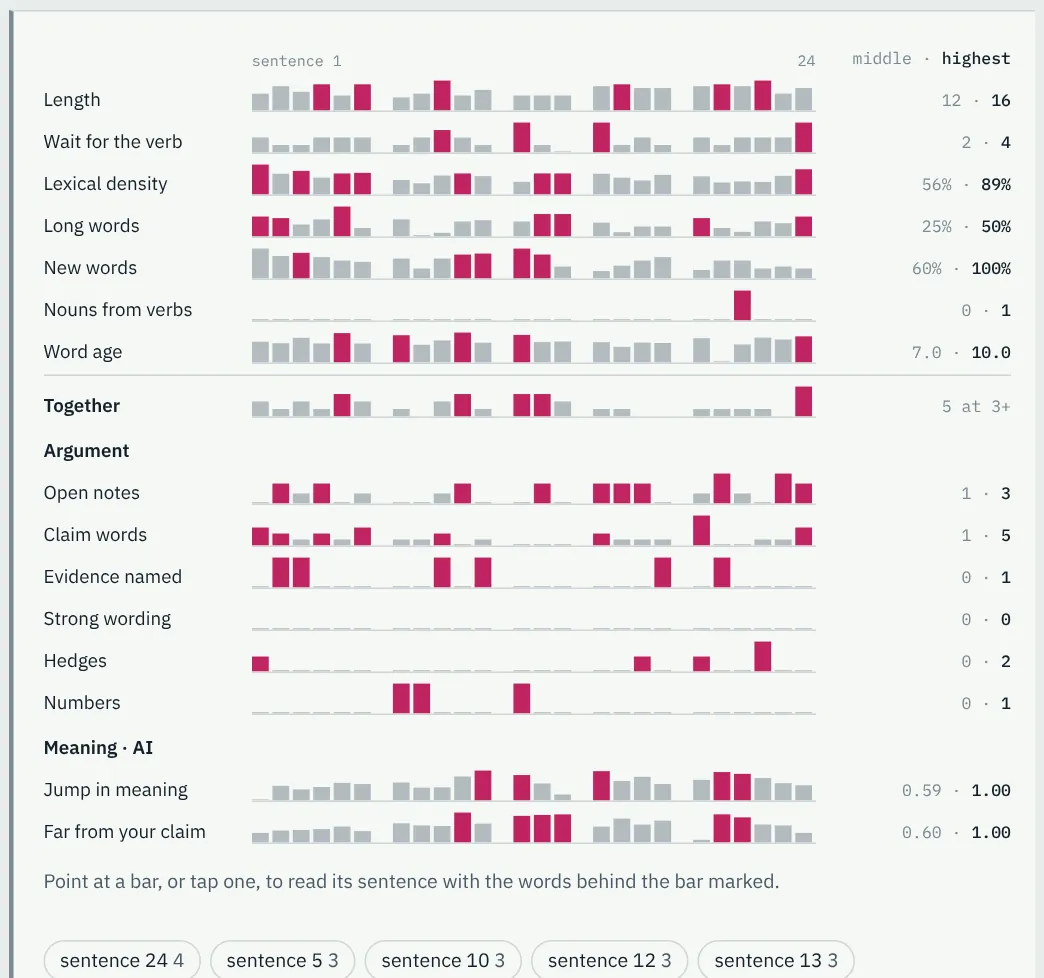 sentence 1 24 middle · highest
Length 12 · 16
Wait for the verb 2 · 4
Lexical density 56% · 89%
Long words 25% · 50%
New words 60% · 100%
Nouns from verbs 0 · 1
Word age 7.0 · 10.0
Together 5 at 3+
Argument
Open notes 1 · 3
Claim words 1 · 5
Evidence named 0 · 1
Strong wording 0 · 0
Hedges 0 · 2
Numbers 0 · 1
Meaning · AI
Jump in meaning 0.59 · 1.00
Far from your claim 0.60 · 1.00
Point at a bar, or tap one, to read its sentence with the words behind the bar marked.
sentence 24 4 sentence 5 3 sentence 10 3 sentence 12 3 sentence 13 3